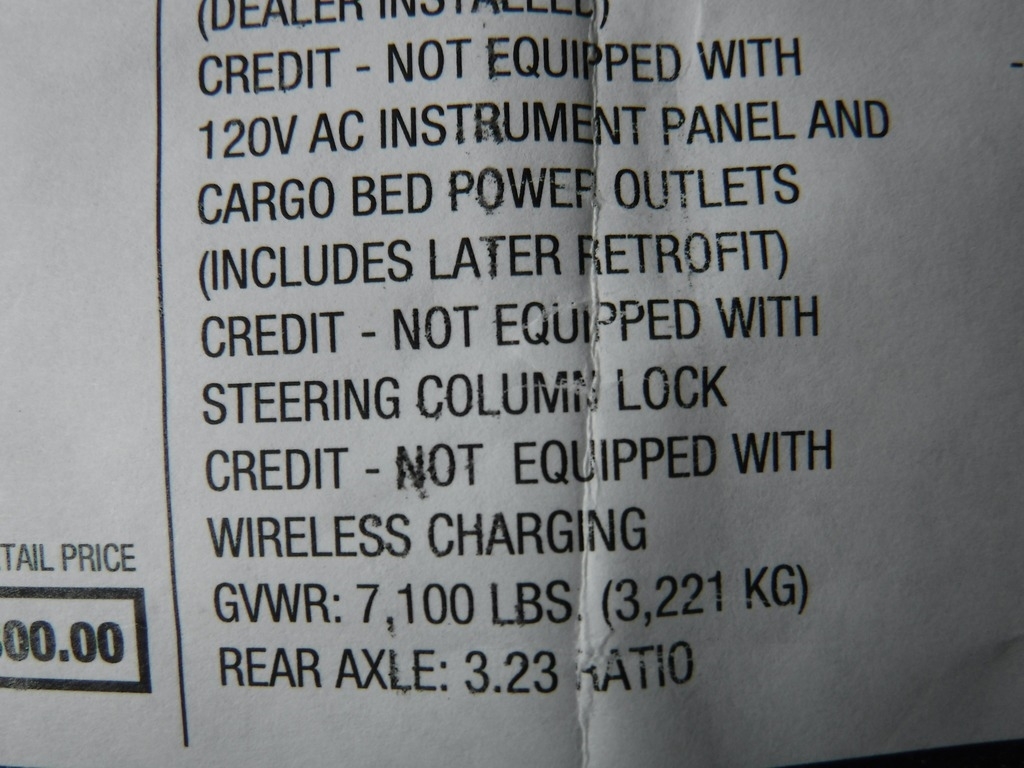 (DEALER INSTALLED)
CREDIT - NOT EQUIPPED WITH -
120V AC INSTRUMENT PANEL AND
CARGO BED POWER OUTLETS
(INCLUDES LATER RETROFIT)
CREDIT - NOT EQUIPPED WITH
STEERING COLUMN LOCK
CREDIT - NOT EQUIPPED WITH
WIRELESS CHARGING
GVWR: 7,100 LBS. (3,221 KG)
REAR AXLE: 3.23 RATIO
TAIL PRICE
00.00